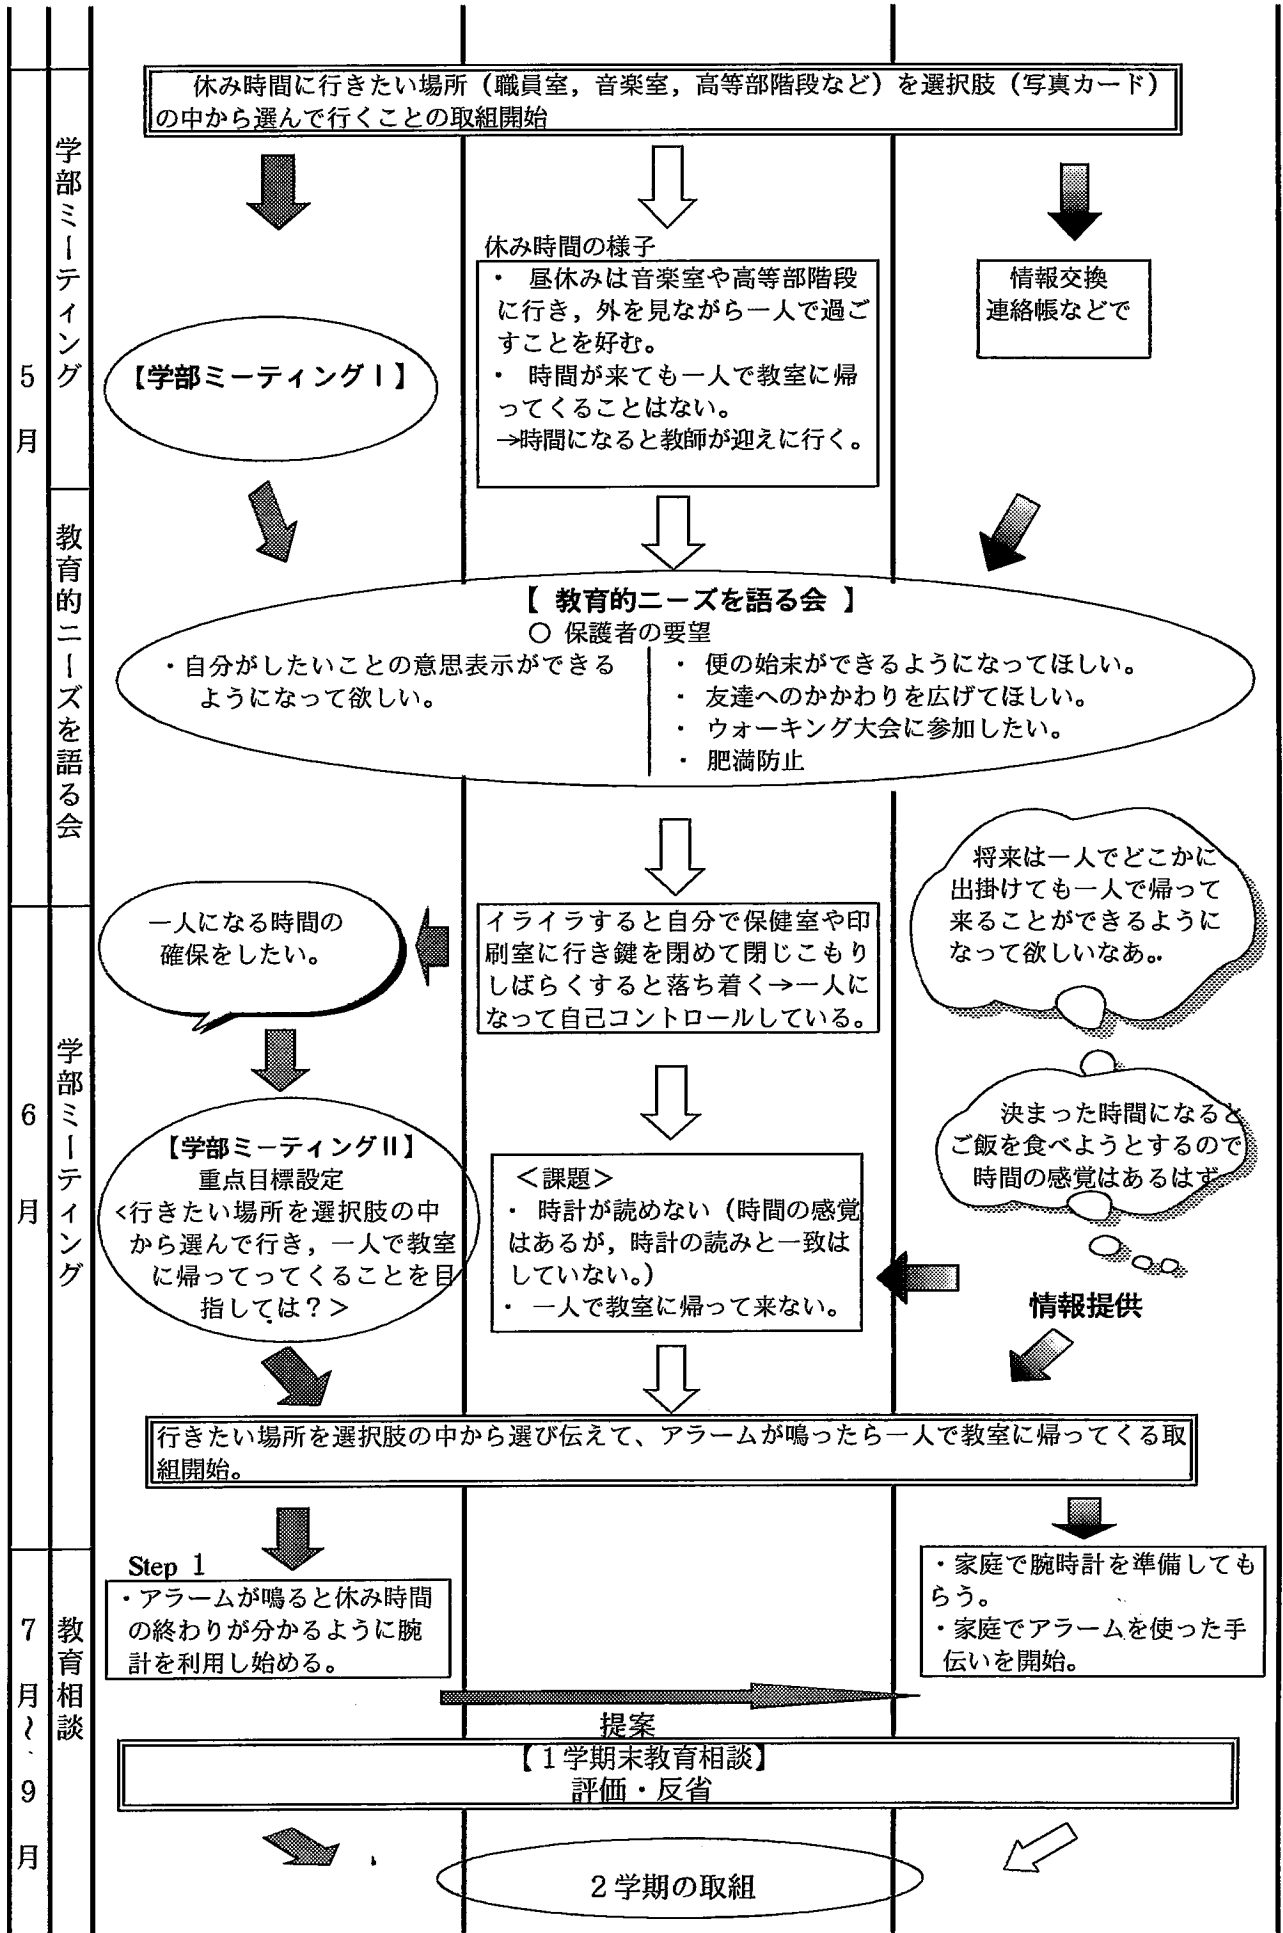 休み時間に行きたい場所（職員室，音楽室，高等部階段など）を選択肢（写真カード）
の中から選んで行くことの取組開始
学部ミーティング
5月
休み時間の様子
・ 昼休みは音楽室や高等部階段
に行き，外を見ながら一人で過ご
すことを好む。
・ 時間が来ても一人で教室に帰
ってくることはない。
→時間になると教師が迎えに行く。
情報交換
連絡帳などで
【学部ミーティングⅠ】
教育的ニーズを語る会
【 教育的ニーズを語る会 】
○ 保護者の要望
・自分がしたいことの意思表示ができる
ようになって欲しい。
・ 便の始末ができるようになってほしい。
・ 友達へのかかわりを広げてほしい。
・ ウォーキング大会に参加したい。
・ 肥満防止
将来は一人でどこかに
出掛けても一人で帰って
来ることができるように
なって欲しいなあ。.
一人になる時間の
確保をしたい。
イライラすると自分で保健室や印
刷室に行き鍵を閉めて閉じこもり
しばらくすると落ち着く→一人に
なって自己コントロールしている。
学部ミーティング
6月
決まった時間になると
ご飯を食べようとするので
時間の感覚はあるはず
【学部ミーティングⅡ】
重点目標設定
<行きたい場所を選択肢の中
から選んで行き，一人で教室
に帰ってってくることを目
指しては？＞
＜課題＞
・ 時計が読めない（時間の感覚
はあるが，時計の読みと一致は
していない。）
・ 一人で教室に帰って来ない。
情報提供
行きたい場所を選択肢の中から選び伝えて、アラームが鳴ったら一人で教室に帰ってくる取
組開始。
7月～9月
教育相談
Step 1
・アラームが鳴ると休み時間
の終わりが分かるように腕
計を利用し始める。
・家庭で腕時計を準備しても
らう。
・家庭でアラームを使った手
伝いを開始。
提案
【１学期末教育相談】
評価・反省
２学期の取組